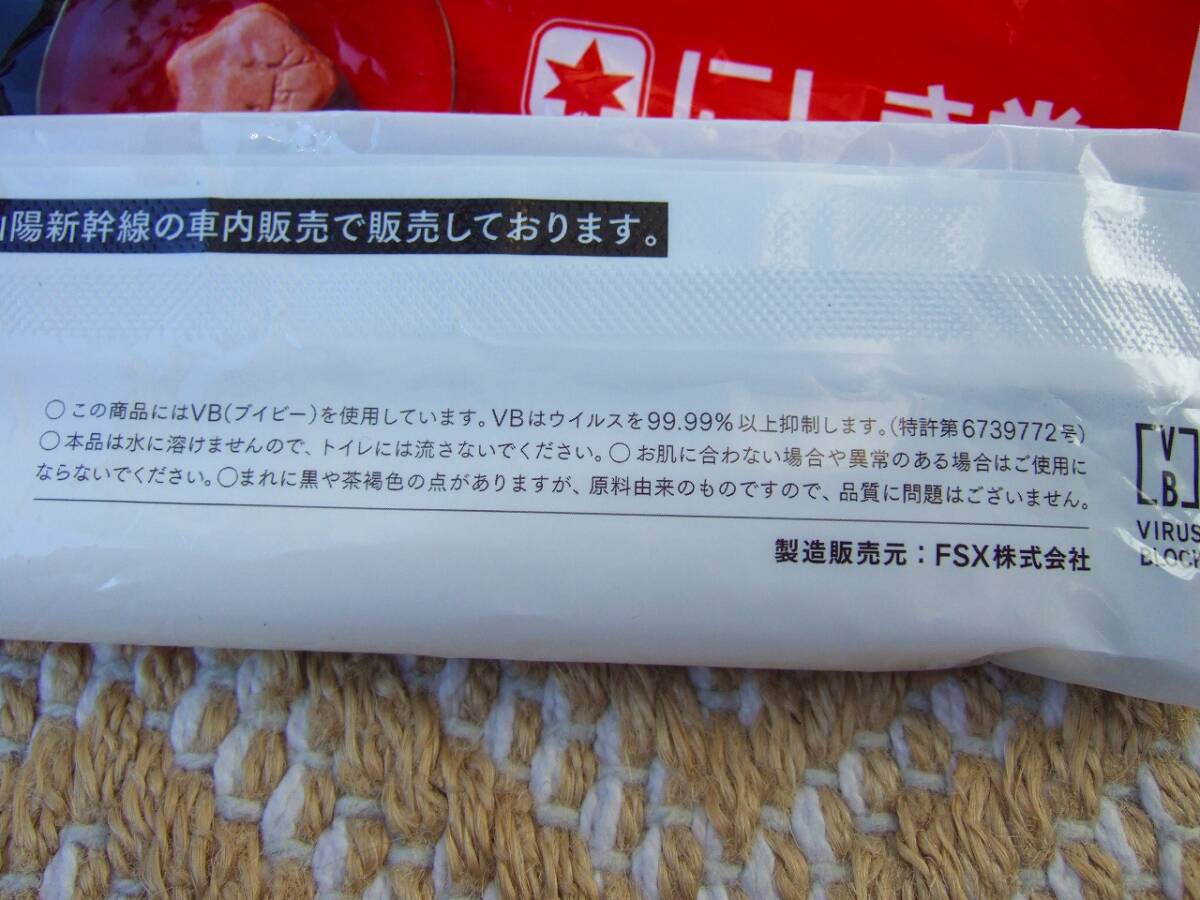 にしき堂
陽新幹線の車内販売で販売しております。
○この商品にはVB(ブイビー)を使用しています。VBはウイルスを99.99%以上抑制します。(特許第6739772号)
○本品は水に溶けませんので、トイレには流さないでください。○お肌に合わない場合や異常のある場合はご使用に
ならないでください。○まれに黒や茶褐色の点がありますが、原料由来のものですので、品質に問題はございません。
製造販売元：FSX株式会社
VB
VIRUS
BLOCK